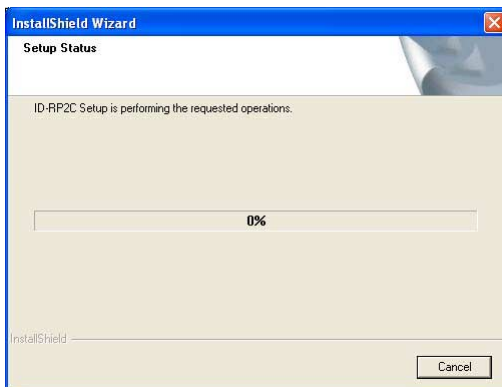 InstallShield Wizard
Setup Status
ID-RP2C Setup is performing the requested operations.
0%
InstallShield
Cancel